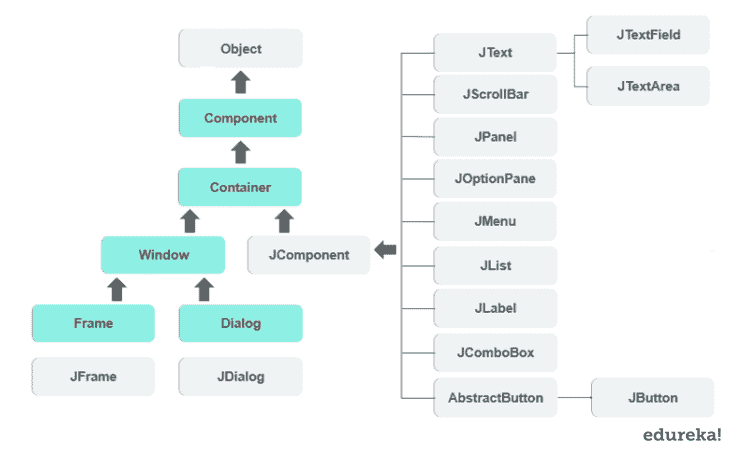 Object
Component
Container
Window
JComponent
Frame
Dialog
JFrame
JDialog
JText
JScrollBar
JPanel
JOptionPane
JMenu
JList
JLabel
JComboBox
AbstractButton
JTextField
JTextArea
JButton
edureka!